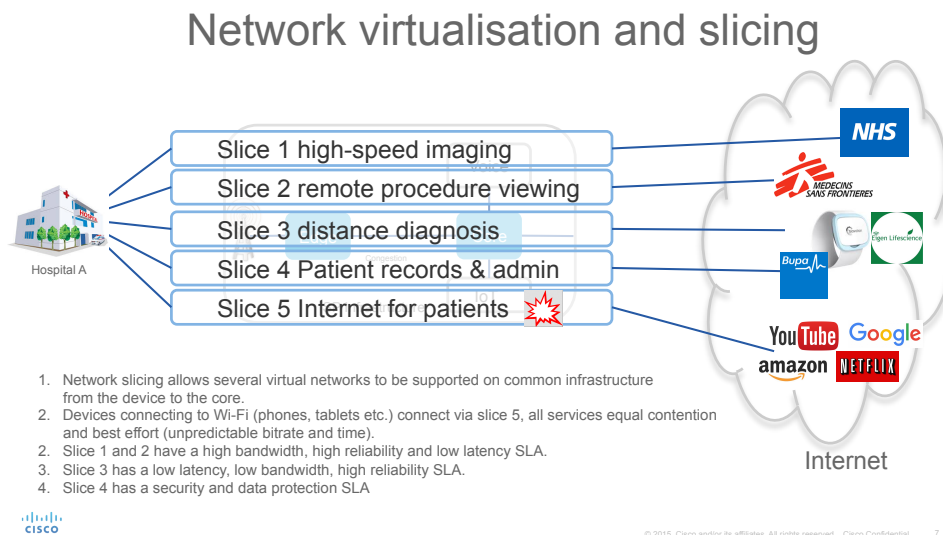 Network virtualisation and slicing
Slice 1 high-speed imaging
Voice
Slice 2 remote procedure viewing
Slice 3 distance diagnosis
Congestion
Slice 4 Patient records & admin
IoT
Slice 5 Internet for patients
HOSPITAL
Hospital A
NHS
MEDECINS
SANS FRONTIERES
Eigen Lifescience
Bupa
YouTube Google
amazon NETFLIX
Internet
1. Network slicing allows several virtual networks to be supported on common infrastructure
from the device to the core.
2. Devices connecting to Wi-Fi (phones, tablets etc.) connect via slice 5, all services equal contention
and best effort (unpredictable bitrate and time).
2. Slice 1 and 2 have a high bandwidth, high reliability and low latency SLA.
3. Slice 3 has a low latency, low bandwidth, high reliability SLA.
4. Slice 4 has a security and data protection SLA
CISCO
© 2015 Cisco and/or its affiliates. All rights reserved. Cisco Confidential 7